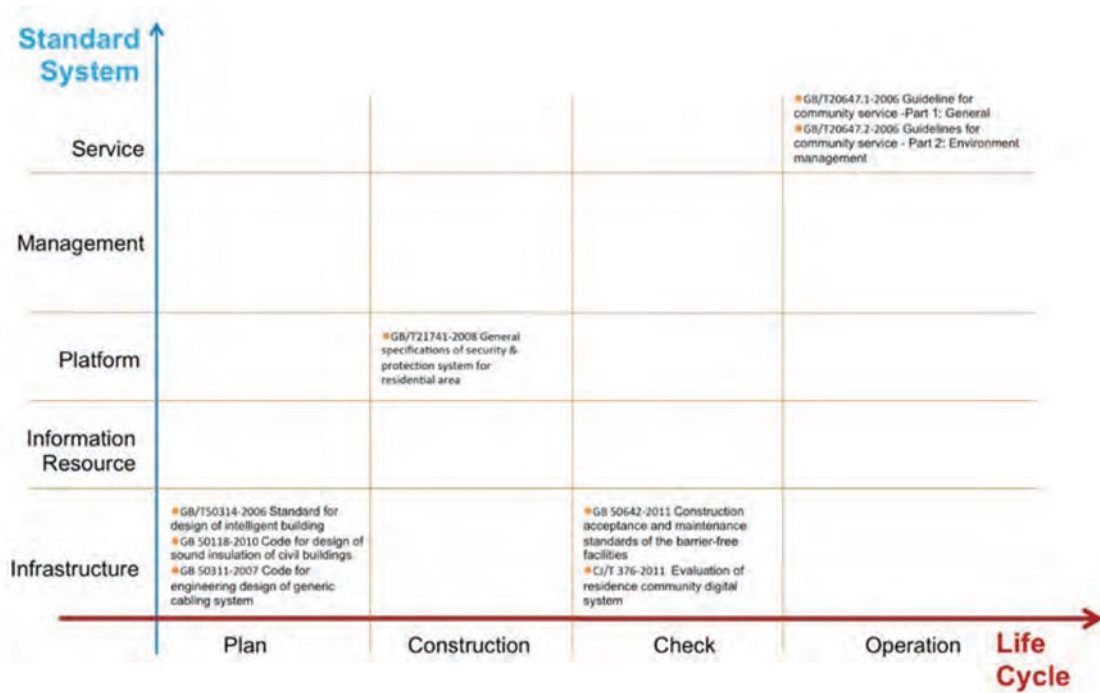 Standard
System
Service
●GB/T20647.1-2006 Guideline for
community service -Part 1: General
●GB/T20647.2-2006 Guidelines for
community service - Part 2: Environment
management
Management
Platform
●GB/T21741-2008 General
specifications of security &
protection system for
residential area
Information
Resource
Infrastructure
●GB/T50314-2006 Standard for
design of intelligent building
●GB 50118-2010 Code for design of
sound insulation of civil buildings
●GB 50311-2007 Code for
engineering design of generic
cabling system
●GB 50642-2011 Construction
acceptance and maintenance
standards of the barrier-free
facilities
●CJ/T 376-2011 Evaluation of
residence community digital
system
Plan
Construction
Check
Operation
Life
Cycle